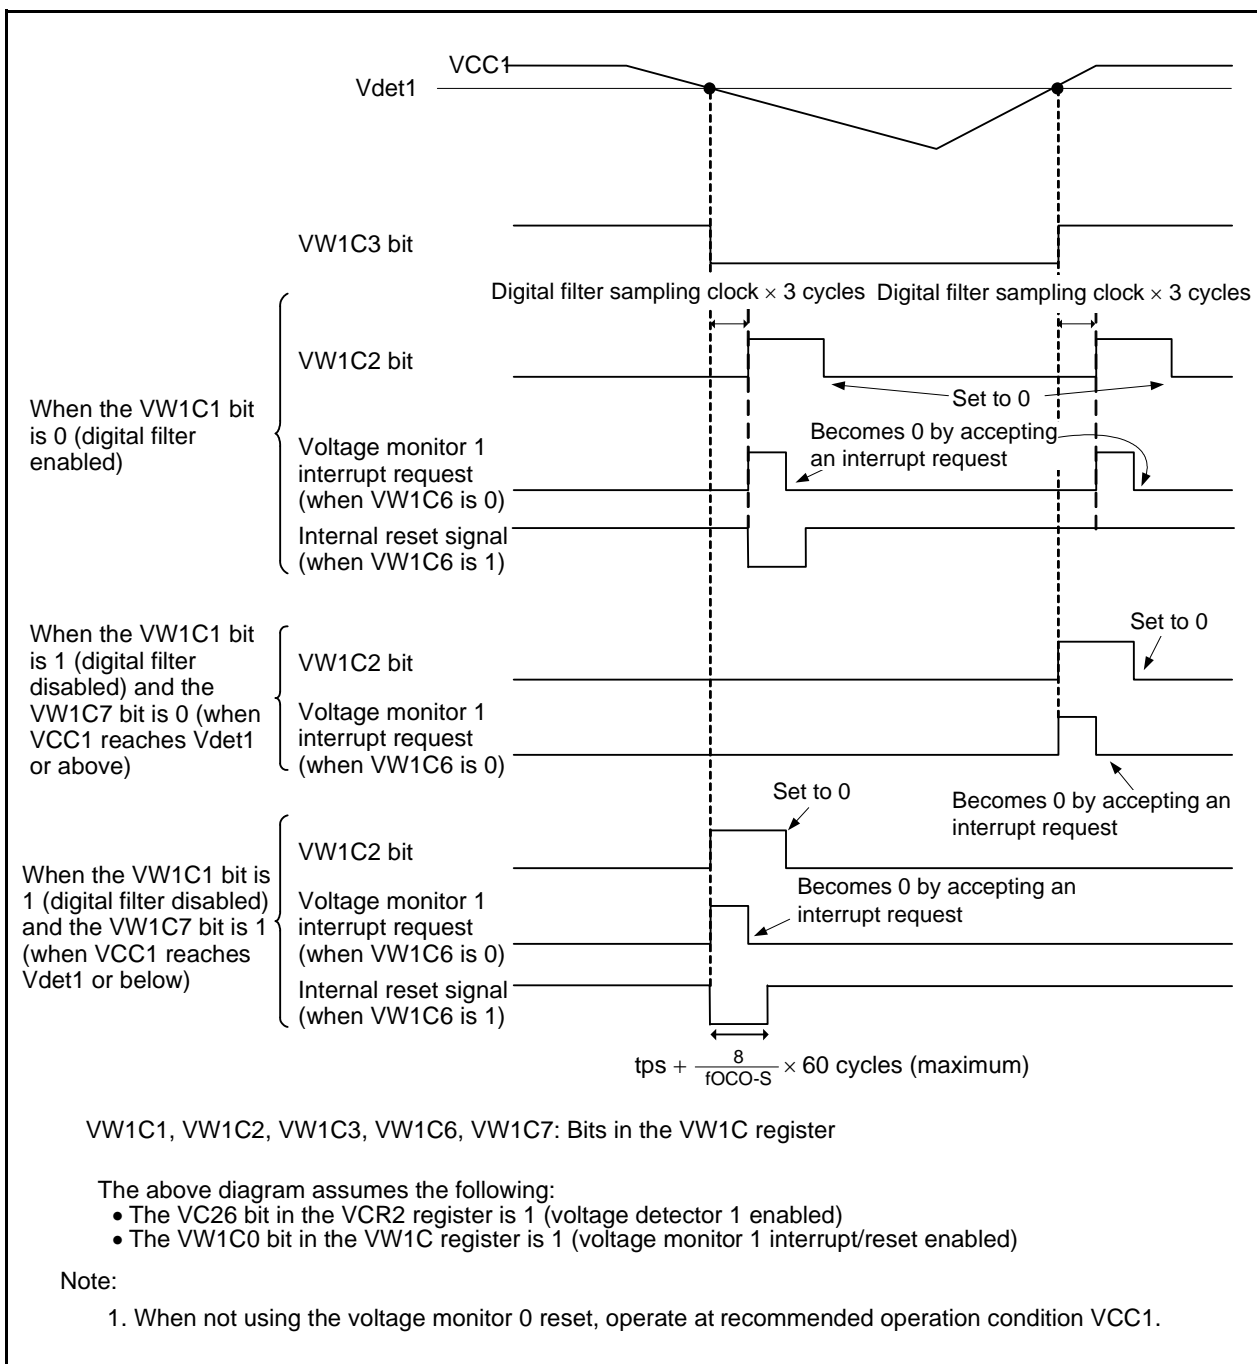 VCC1
Vdet1
VW1C3 bit
Digital filter sampling clock × 3 cycles
Digital filter sampling clock × 3 cycles
When the VW1C1 bit
is 0 (digital filter
enabled)
VW1C2 bit
Set to 0
Voltage monitor 1
interrupt request
(when VW1C6 is 0)
Becomes 0 by accepting
an interrupt request
Internal reset signal
(when VW1C6 is 1)
When the VW1C1 bit
is 1 (digital filter
disabled) and the
VW1C7 bit is 0 (when
VCC1 reaches Vdet1
or above)
VW1C2 bit
Set to 0
Voltage monitor 1
interrupt request
(when VW1C6 is 0)
Becomes 0 by accepting an
interrupt request
When the VW1C1 bit is
1 (digital filter disabled)
and the VW1C7 bit is 1
(when VCC1 reaches
Vdet1 or below)
VW1C2 bit
Set to 0
Voltage monitor 1
interrupt request
(when VW1C6 is 0)
Becomes 0 by accepting an
interrupt request
Internal reset signal
(when VW1C6 is 1)
tps + 8/fOCO-S × 60 cycles (maximum)
VW1C1, VW1C2, VW1C3, VW1C6, VW1C7: Bits in the VW1C register
The above diagram assumes the following:
• The VC26 bit in the VCR2 register is 1 (voltage detector 1 enabled)
• The VW1C0 bit in the VW1C register is 1 (voltage monitor 1 interrupt/reset enabled)
Note:
1. When not using the voltage monitor 0 reset, operate at recommended operation condition VCC1.